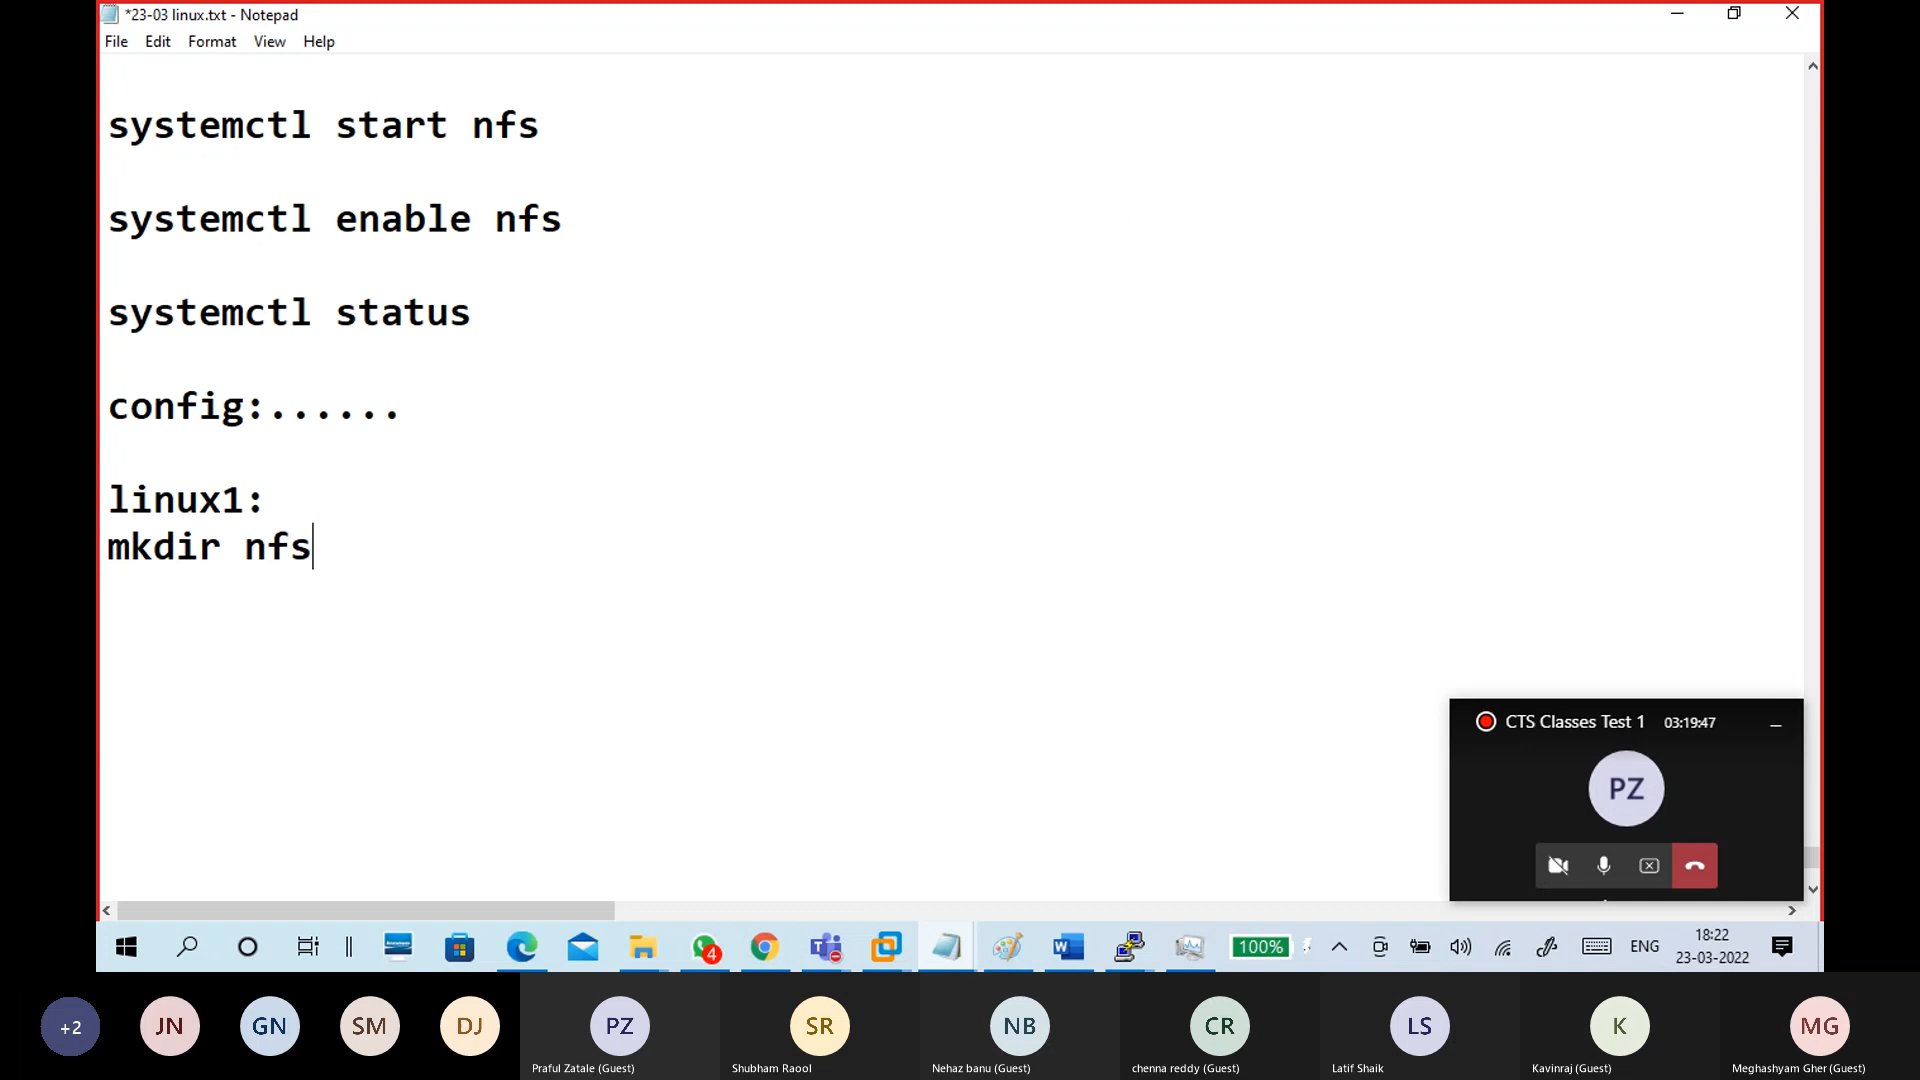 *23-03 linux.txt - Notepad
File Edit Format View Help
systemctl start nfs
systemctl enable nfs
systemctl status
config:......
linux1:
mkdir nfs
CTS Classes Test 1 03:19:47
PZ
4
100%
ENG
18:22
23-03-2022
+2
JN
GN
SM
DJ
PZ
SR
NB
CR
LS
K
MG
Praful Zatale (Guest)
Shubham Raool
Nehaz banu (Guest)
chenna reddy (Guest)
Latif Shaik
Kavinraj (Guest)
Meghashyam Gher (Guest)